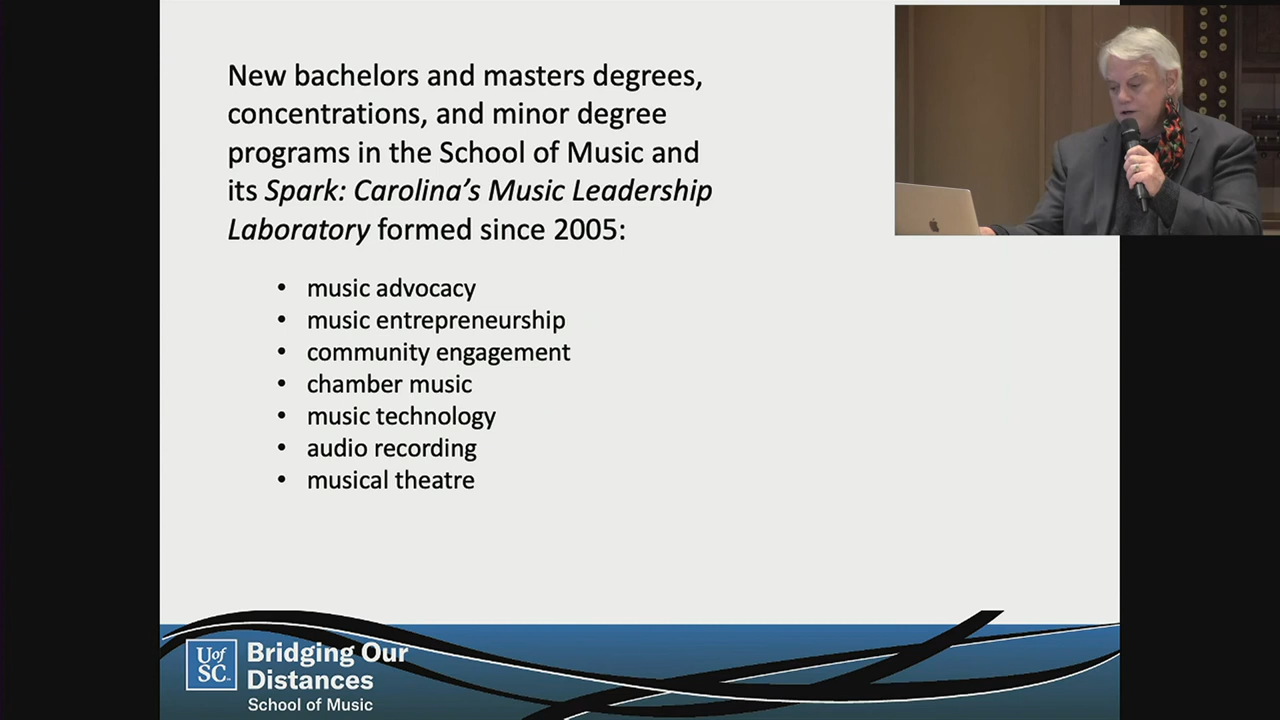 New bachelors and masters degrees,
concentrations, and minor degree
programs in the School of Music and
its Spark: Carolina’s Music Leadership
Laboratory formed since 2005:
• music advocacy
• music entrepreneurship
• community engagement
• chamber music
• music technology
• audio recording
• musical theatre
UofSC™
Bridging Our
Distances
School of Music